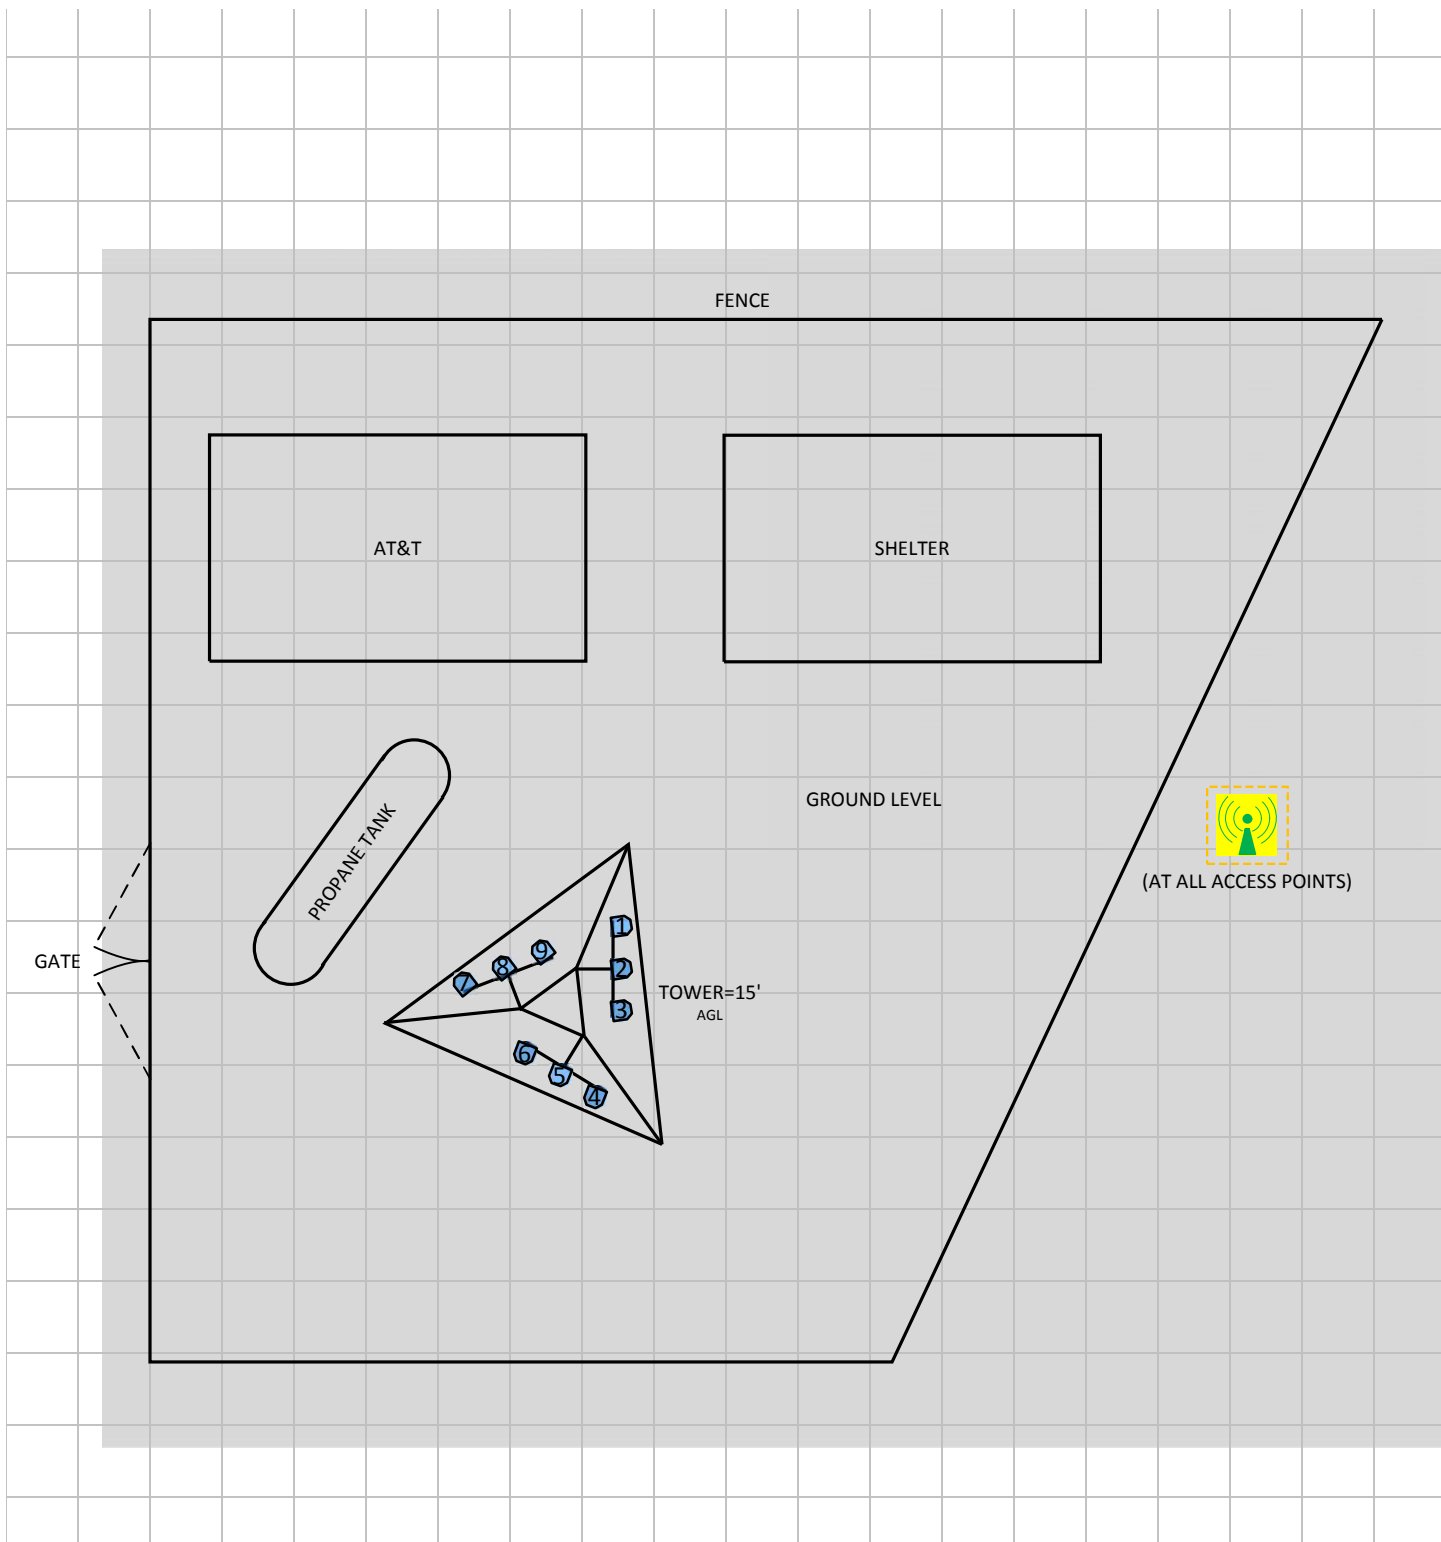 FENCE
AT&T
SHELTER
PROPANE TANK
GROUND LEVEL
(AT ALL ACCESS POINTS)
GATE
TOWER=15'
AGL
1
2
3
9
8
7
6
5
4